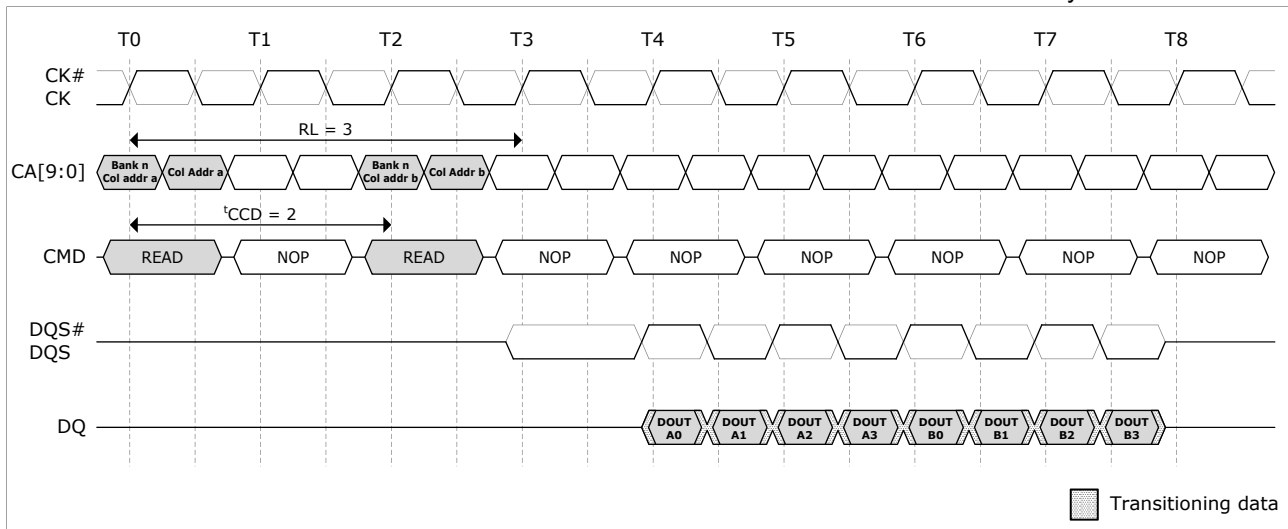 T0 T1 T2 T3 T4 T5 T6 T7 T8
CK#
CK
RL = 3
CA[9:0]
Bank n
Col addr a
Col Addr a
Bank n
Col addr b
Col Addr b
tCCD = 2
CMD READ NOP READ NOP NOP NOP NOP NOP NOP
DQS#
DQS
DQ
DOUT A0
DOUT A1
DOUT A2
DOUT A3
DOUT B0
DOUT B1
DOUT B2
DOUT B3
Transitioning data